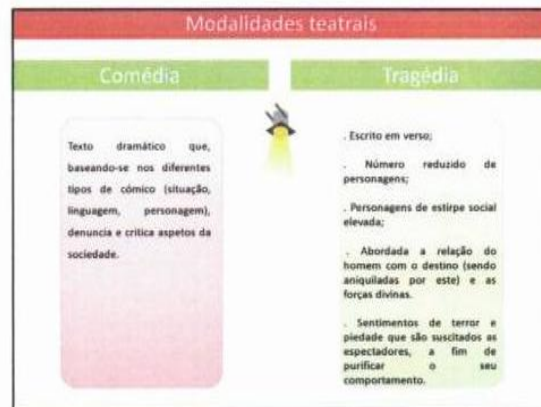 Modalidades teatrais
Comédia
Texto dramático que,
baseando-se nos diferentes
tipos de cómico (situação,
linguagem, personagem),
denuncia e critica aspetos da
sociedade.
Tragédia
. Escrito em verso;
. Número reduzido de
personagens;
. Personagens de estirpe social
elevada;
. Abordada a relação do
homem com o destino (sendo
aniquiladas por este) e as
forças divinas.
. Sentimentos de terror e
piedade que são suscitados as
espectadores, a fim de
purificar o seu
comportamento.